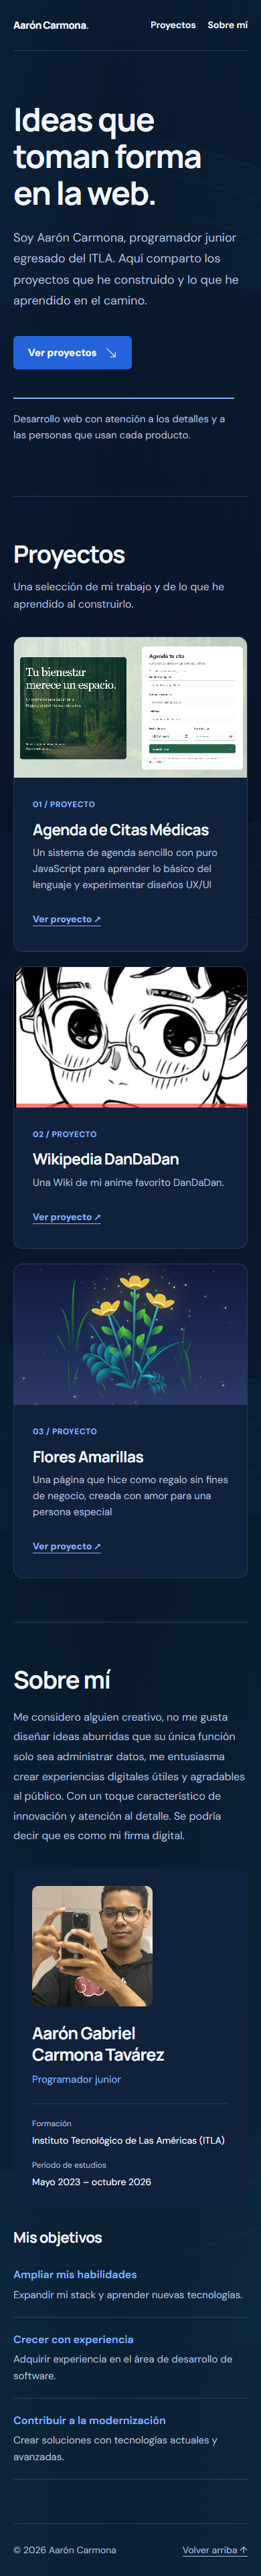 Aarón Carmona.
Proyectos
Sobre mí
Ideas que
toman forma
en la web.
Soy Aarón Carmona, programador junior
egresado del ITLA. Aquí comparto los
proyectos que he construido y lo que he
aprendido en el camino.
Ver proyectos ↘
Desarrollo web con atención a los detalles y a
las personas que usan cada producto.
Proyectos
Una selección de mi trabajo y de lo que he
aprendido al construirlo.
Tu bienestar
merece un espacio.
Agenda tu cita
01 / PROYECTO
Agenda de Citas Médicas
Un sistema de agenda sencillo con puro
JavaScript para aprender lo básico del
lenguaje y experimentar diseños UX/UI
Ver proyecto ↗
02 / PROYECTO
Wikipedia DanDaDan
Una Wiki de mi anime favorito DanDaDan.
Ver proyecto ↗
03 / PROYECTO
Flores Amarillas
Una página que hice como regalo sin fines
de negocio, creada con amor para una
persona especial
Ver proyecto ↗
Sobre mí
Me considero alguien creativo, no me gusta
diseñar ideas aburridas que su única función
solo sea administrar datos, me entusiasma
crear experiencias digitales útiles y agradables
al público. Con un toque característico de
innovación y atención al detalle. Se podría
decir que es como mi firma digital.
Aarón Gabriel
Carmona Tavárez
Programador junior
Formación
Instituto Tecnológico de Las Américas (ITLA)
Período de estudios
Mayo 2023 – octubre 2026
Mis objetivos
Ampliar mis habilidades
Expandir mi stack y aprender nuevas tecnologías.
Crecer con experiencia
Adquirir experiencia en el área de desarrollo de
software.
Contribuir a la modernización
Crear soluciones con tecnologías actuales y
avanzadas.
© 2026 Aarón Carmona
Volver arriba ↑